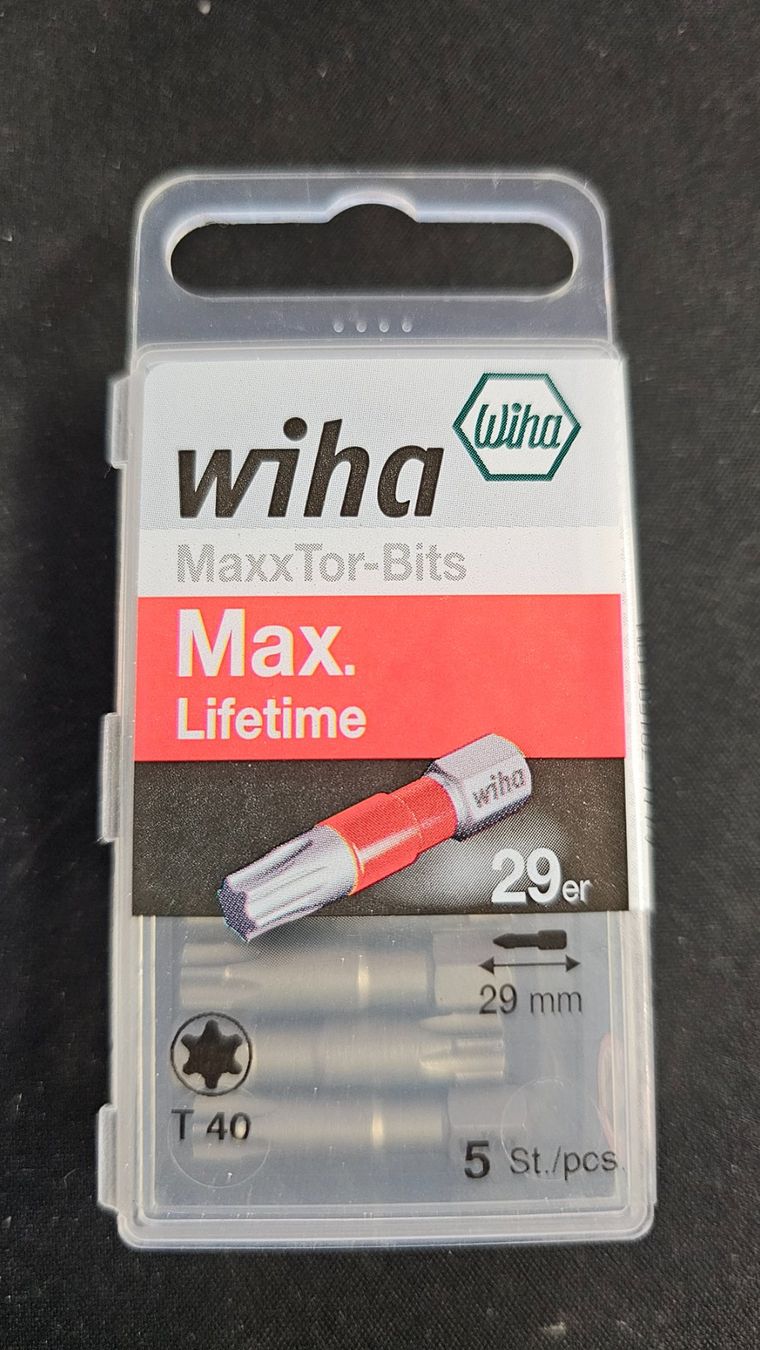 wiha
Wiha
MaxxTor-Bits
Max.
Lifetime
wiha
29er
29 mm
T 40
5 St./pcs.